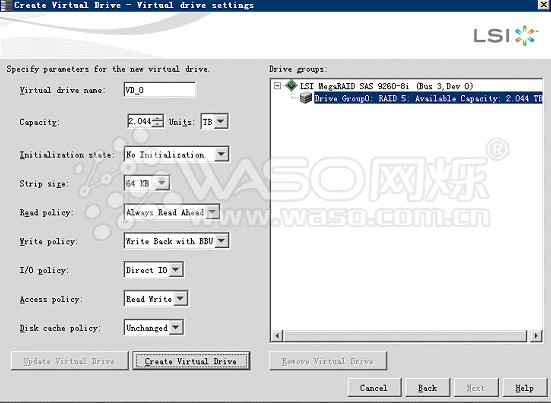 Create Virtual Drive - Virtual drive settings
LSI
Specify parameters for the new virtual drive.
Virtual drive name: VD_0
Capacity: 2.044 Units: TB
Initialization state: No Initialization
Strip size: 64 KB
Read policy: Always Read Ahead
Write policy: Write Back with BBU
I/O policy: Direct IO
Access policy: Read Write
Disk cache policy: Unchanged
Update Virtual Drive Create Virtual Drive
Drive groups:
LSI MegaRAID SAS 9260-8i (Bus 3,Dev 0)
Drive Group0: RAID 5: Available Capacity: 2.044 TB
Remove Virtual Drive
Cancel Back Next Help
WASO网烁®
www.waso.com.cn